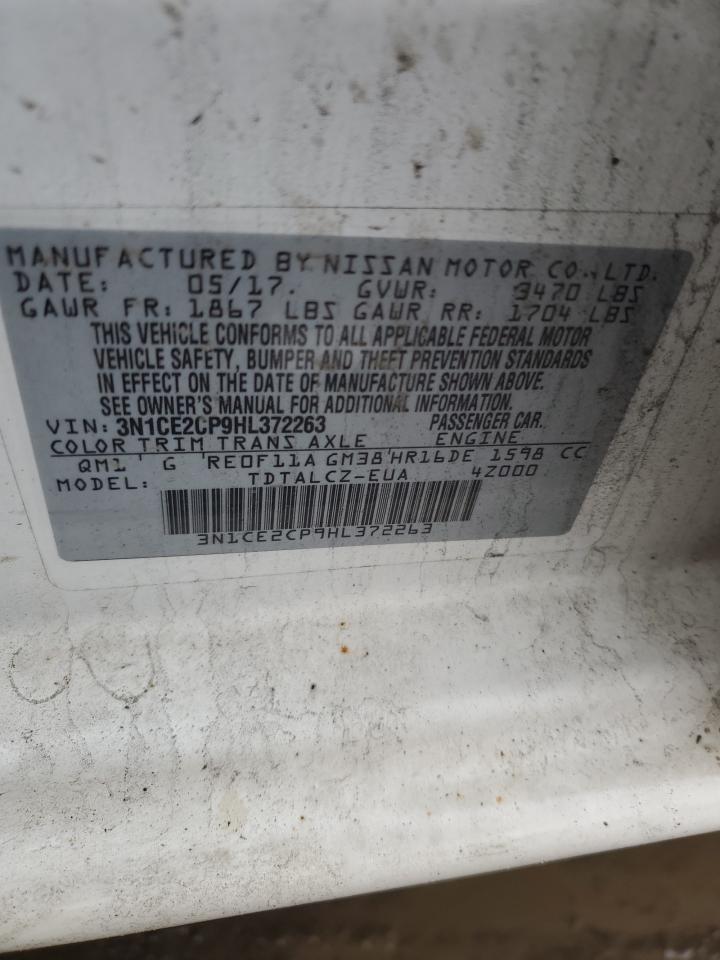 MANUFACTURED BY NISSAN MOTOR CO., LTD.
DATE: 05/17. GVWR: 3470 LBS
GAWR FR: 1867 LBS GAWR RR: 1704 LBS
THIS VEHICLE CONFORMS TO ALL APPLICABLE FEDERAL MOTOR
VEHICLE SAFETY, BUMPER AND THEFT PREVENTION STANDARDS
IN EFFECT ON THE DATE OF MANUFACTURE SHOWN ABOVE.
SEE OWNER'S MANUAL FOR ADDITIONAL INFORMATION.
VIN: 3N1CE2CP9HL372263 PASSENGER CAR.
COLOR TRIM TRANS AXLE ENGINE
QM1 G RE0F11A GM38 HR16DE 1598 CC
MODEL: TDTALCZ-EUA 4Z000
3N1CE2CP9HL372263